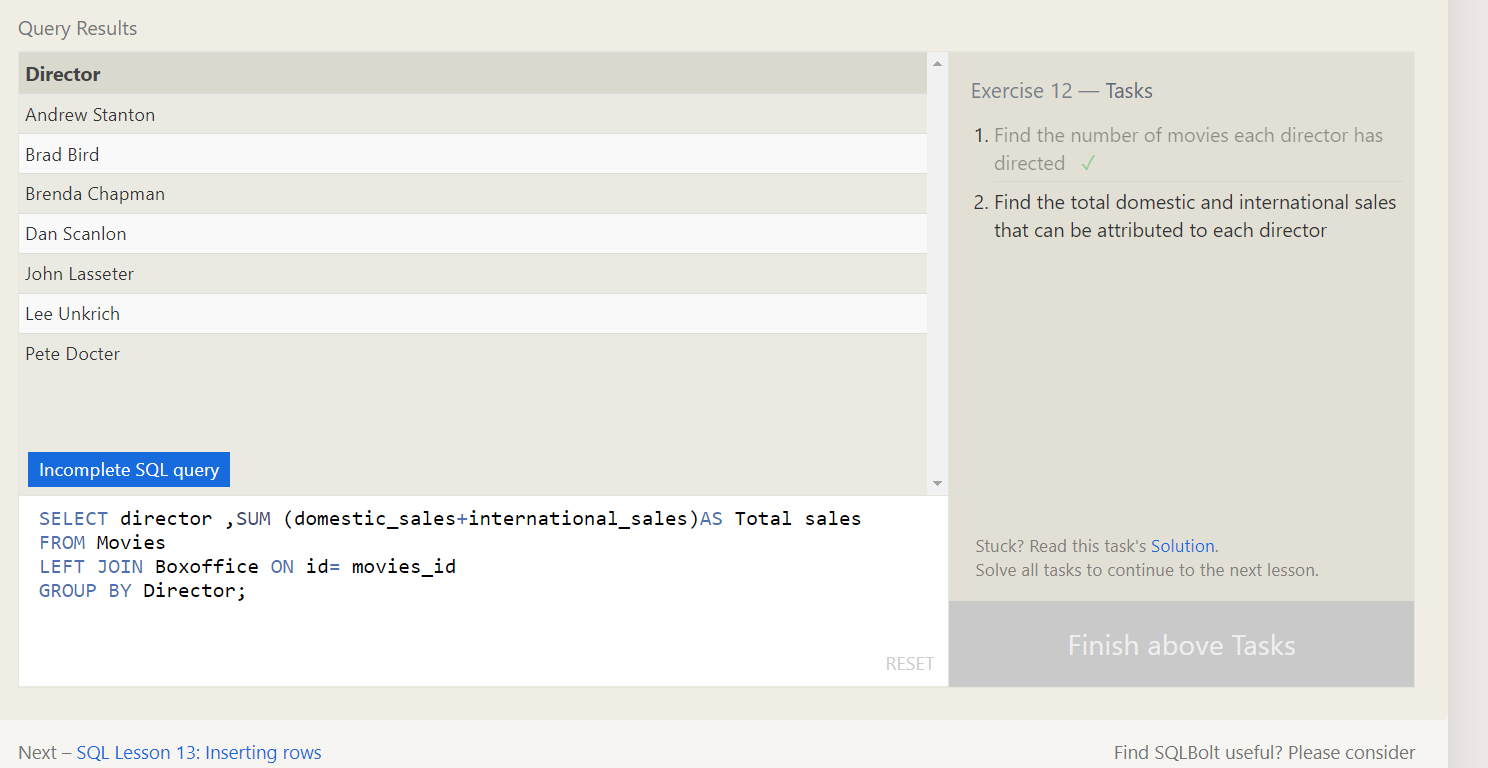 Query Results
Director
Andrew Stanton
Brad Bird
Brenda Chapman
Dan Scanlon
John Lasseter
Lee Unkrich
Pete Docter
Incomplete SQL query
SELECT director ,SUM (domestic_sales+international_sales)AS Total sales
FROM Movies
LEFT JOIN Boxoffice ON id= movies_id
GROUP BY Director;
RESET
Exercise 12 — Tasks
1. Find the number of movies each director has
directed ✓
2. Find the total domestic and international sales
that can be attributed to each director
Stuck? Read this task's Solution.
Solve all tasks to continue to the next lesson.
Finish above Tasks
Next – SQL Lesson 13: Inserting rows
Find SQLBolt useful? Please consider